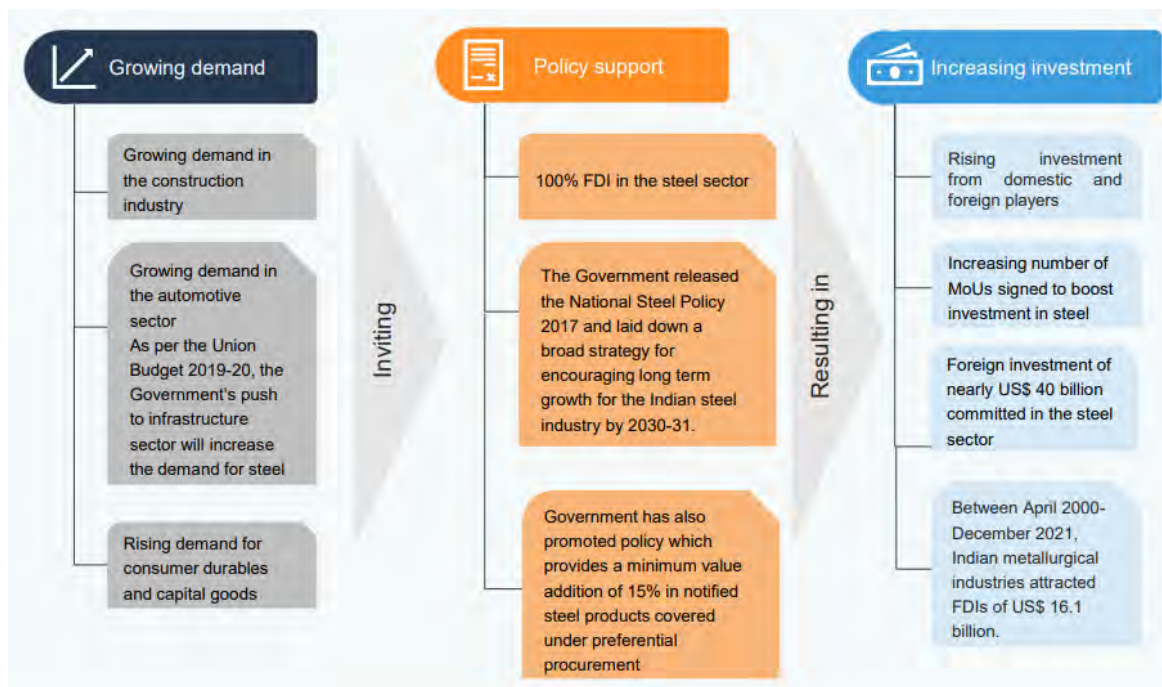 Growing demand
Growing demand in
the construction
industry
Growing demand in
the automotive
sector
As per the Union
Budget 2019-20, the
Government's push
to infrastructure
sector will increase
the demand for steel
Rising demand for
consumer durables
and capital goods
Inviting
Policy support
100% FDI in the steel sector
The Government released
the National Steel Policy
2017 and laid down a
broad strategy for
encouraging long term
growth for the Indian steel
industry by 2030-31.
Government has also
promoted policy which
provides a minimum value
addition of 15% in notified
steel products covered
under preferential
procurement
Resulting in
Increasing investment
Rising investment
from domestic and
foreign players
Increasing number of
MoUs signed to boost
investment in steel
Foreign investment of
nearly US$ 40 billion
committed in the steel
sector
Between April 2000-
December 2021,
Indian metallurgical
industries attracted
FDIs of US$ 16.1
billion.